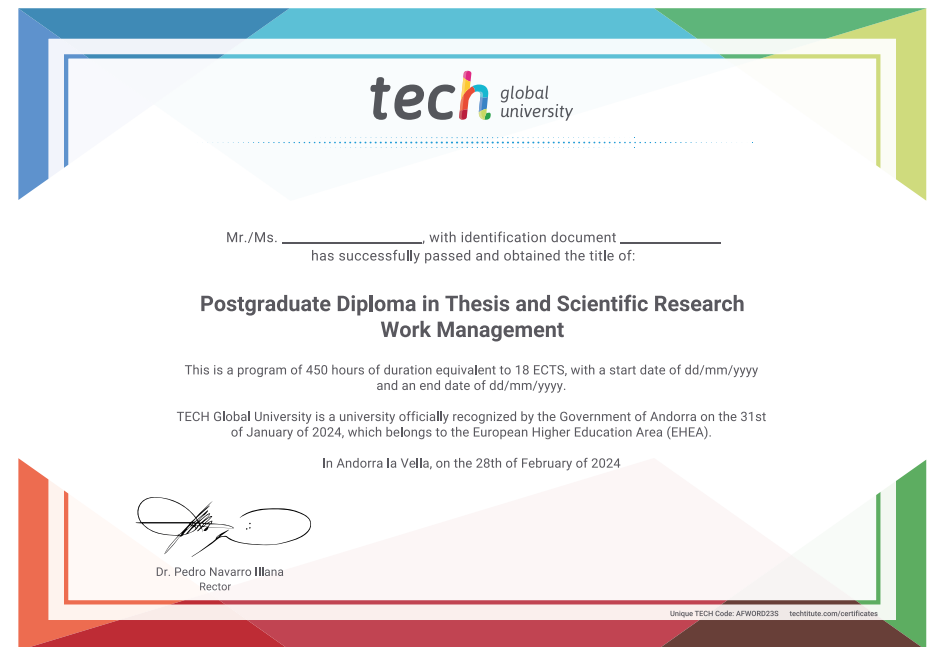 tech global
university
Mr./Ms. ____________________, with identification document ______________
has successfully passed and obtained the title of:
Postgraduate Diploma in Thesis and Scientific Research
Work Management
This is a program of 450 hours of duration equivalent to 18 ECTS, with a start date of dd/mm/yyyy
and an end date of dd/mm/yyyy.
TECH Global University is a university officially recognized by the Government of Andorra on the 31st
of January of 2024, which belongs to the European Higher Education Area (EHEA).
In Andorra la Vella, on the 28th of February of 2024
Dr. Pedro Navarro Illana
Rector
Unique TECH Code: AFWORD23S techtitute.com/certificates